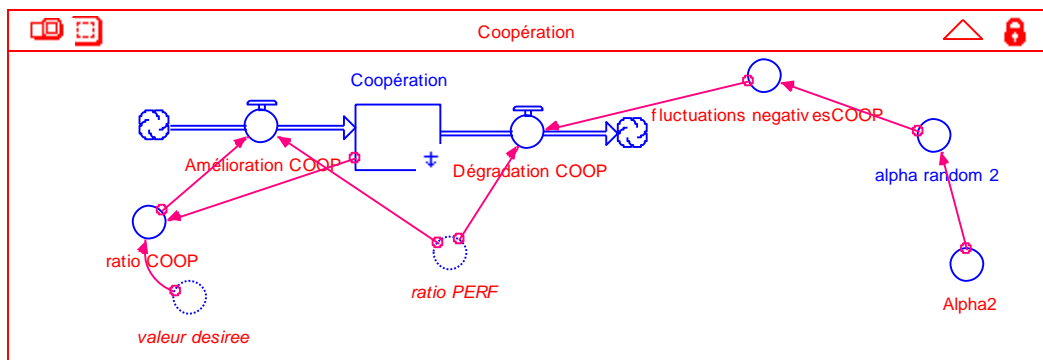 Coopération
Coopération
fluctuations negativesCOOP
Amélioration COOP
Dégradation COOP
alpha random 2
ratio COOP
ratio PERF
Alpha2
valeur desiree